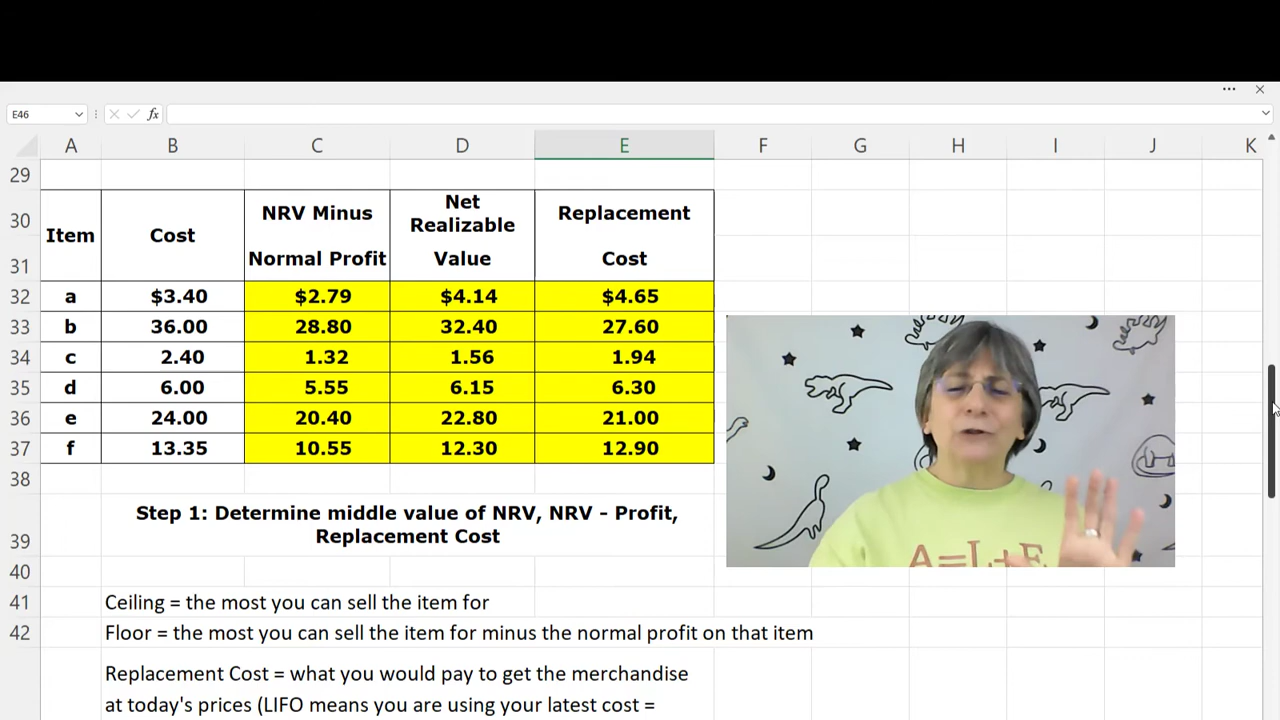 E46
fx
A B C D E F G H I J K
29
30
31
Item Cost NRV Minus Normal Profit Net Realizable Value Replacement Cost
32 a $3.40 $2.79 $4.14 $4.65
33 b 36.00 28.80 32.40 27.60
34 c 2.40 1.32 1.56 1.94
35 d 6.00 5.55 6.15 6.30
36 e 24.00 20.40 22.80 21.00
37 f 13.35 10.55 12.30 12.90
38
Step 1: Determine middle value of NRV, NRV - Profit,
39 Replacement Cost
40
41 Ceiling = the most you can sell the item for
42 Floor = the most you can sell the item for minus the normal profit on that item
Replacement Cost = what you would pay to get the merchandise
at today's prices (LIFO means you are using your latest cost =
A=L+E